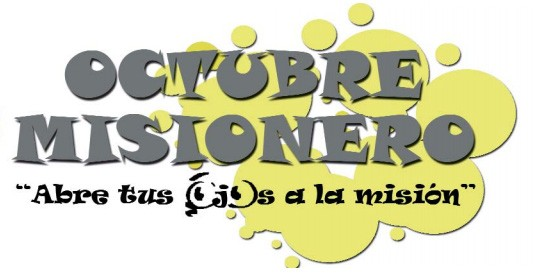 OCTUBRE
MISIONERO
“Abre tus Ojos a la misión”